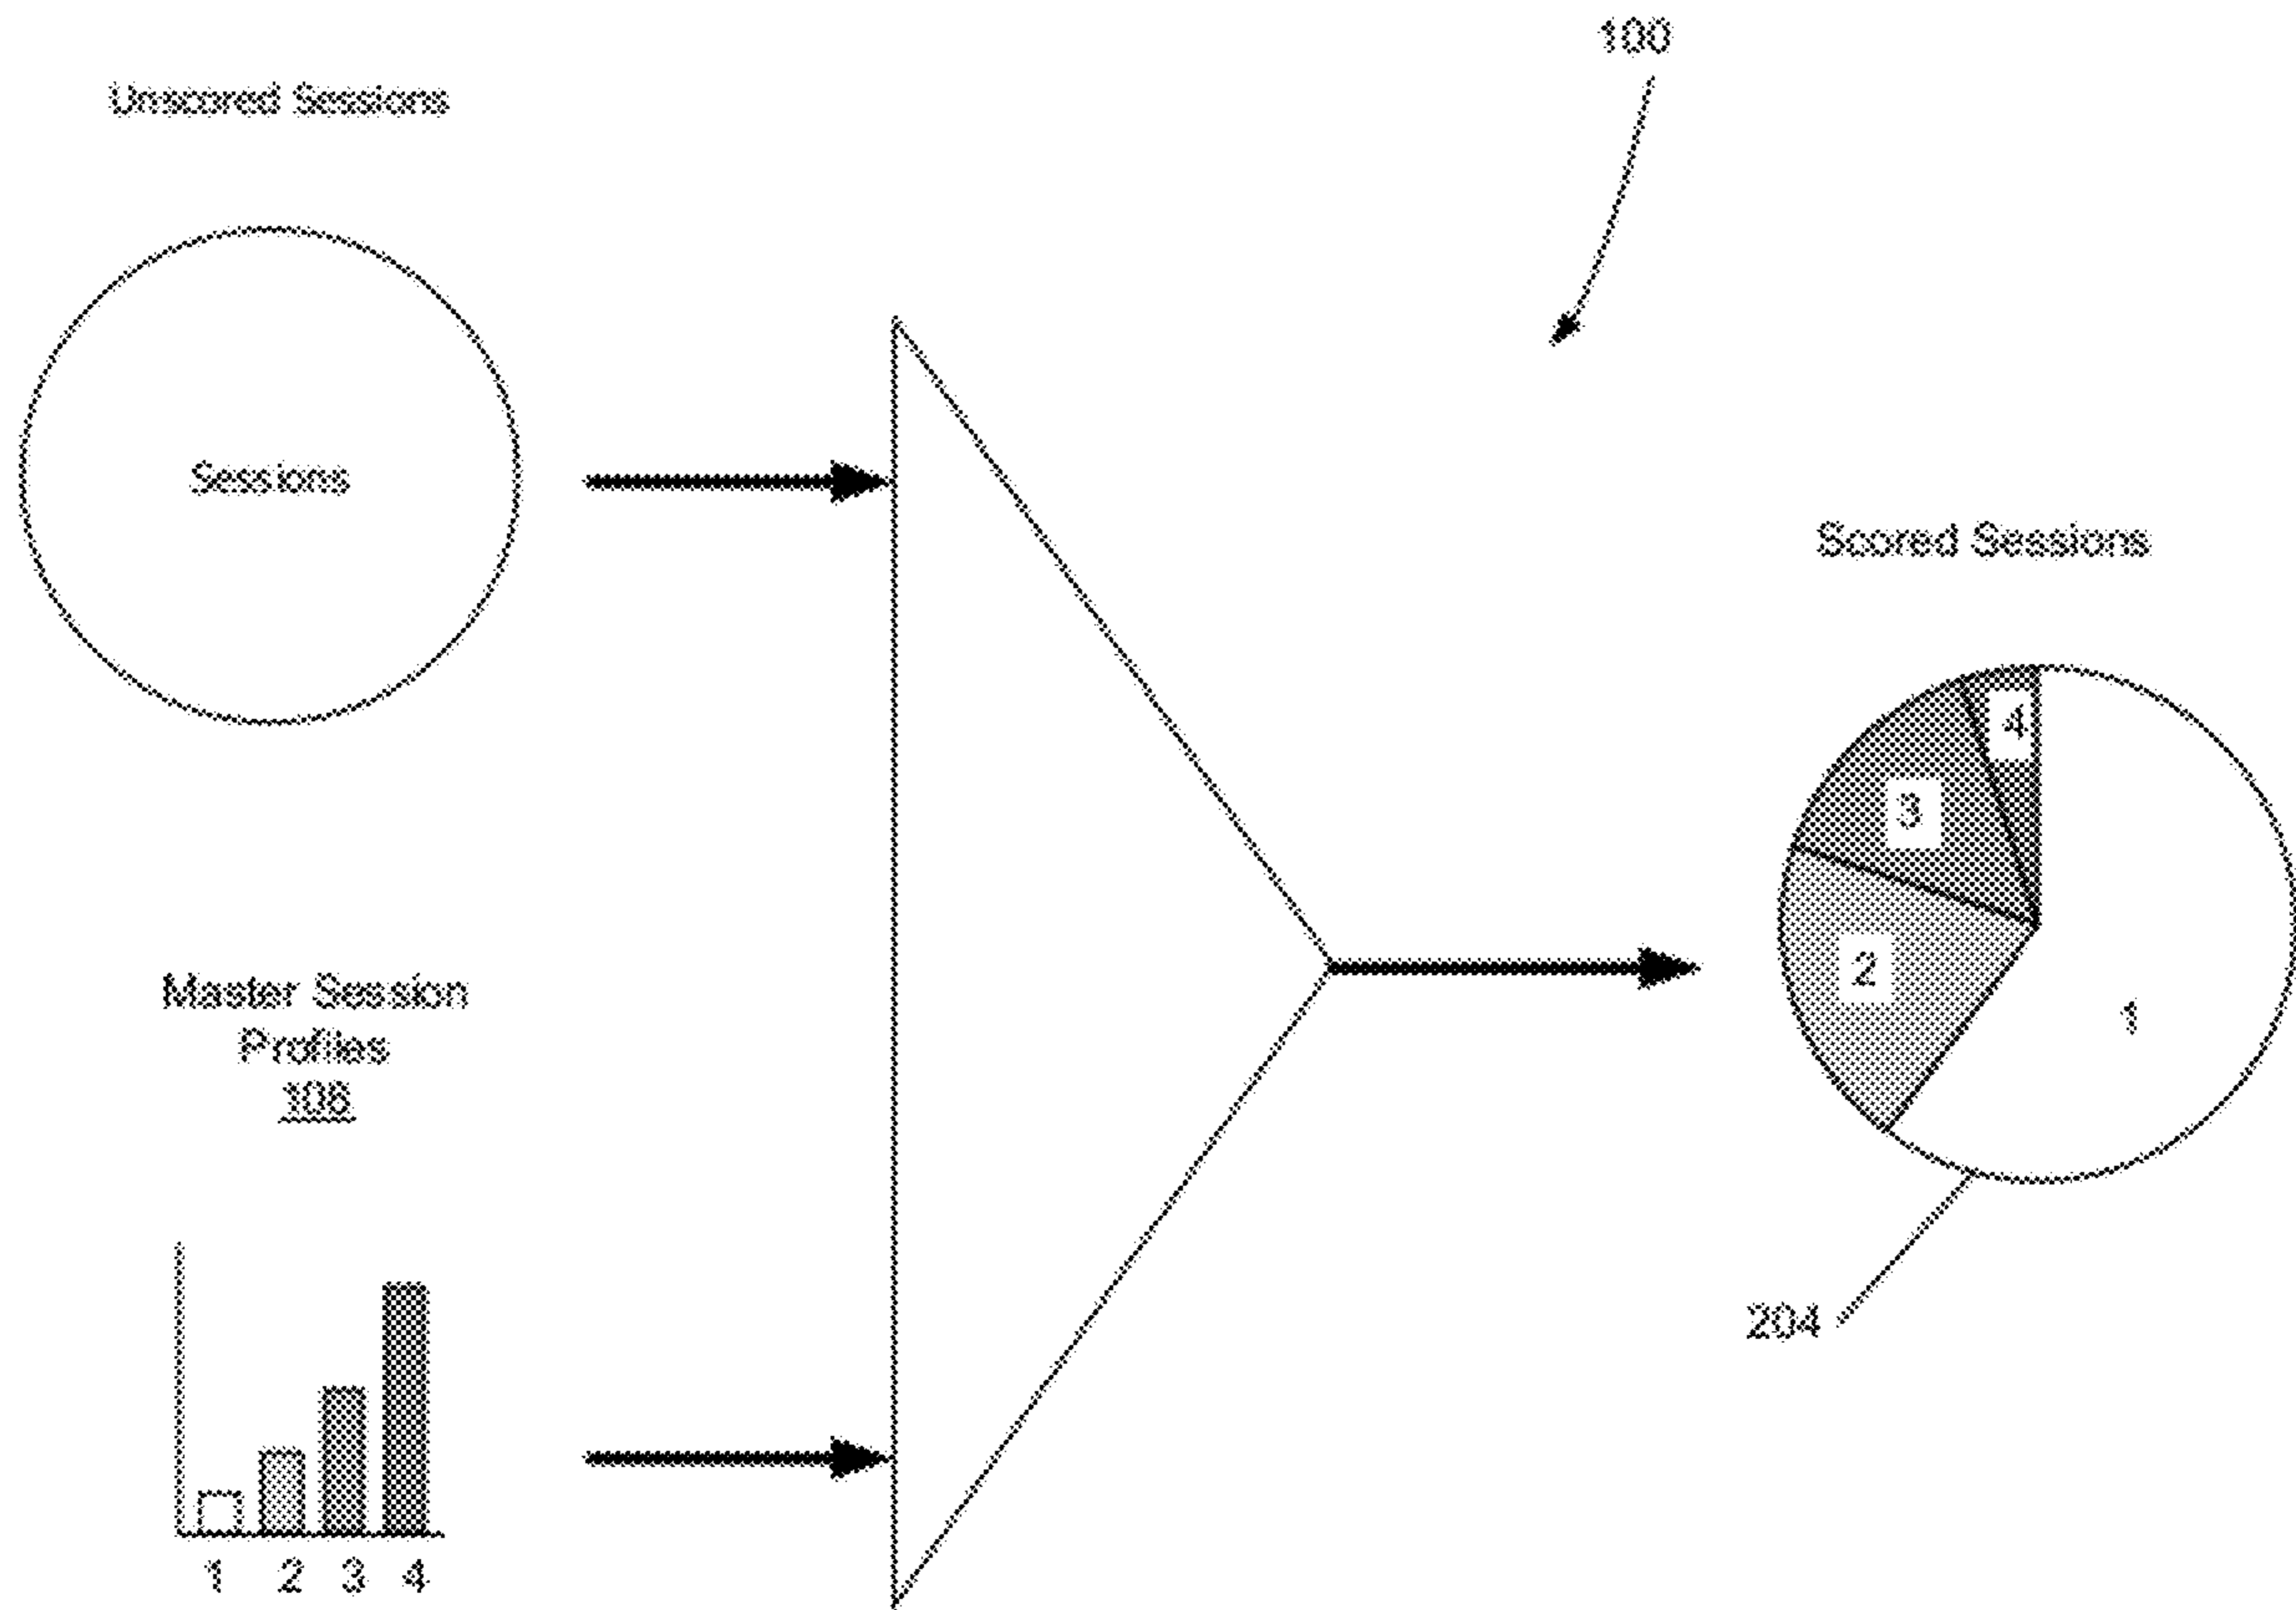 100
Unscored Sessions
Sessions
Scored Sessions
4
3
2
1
Master Session
Profiles
106
204
1 2 3 4